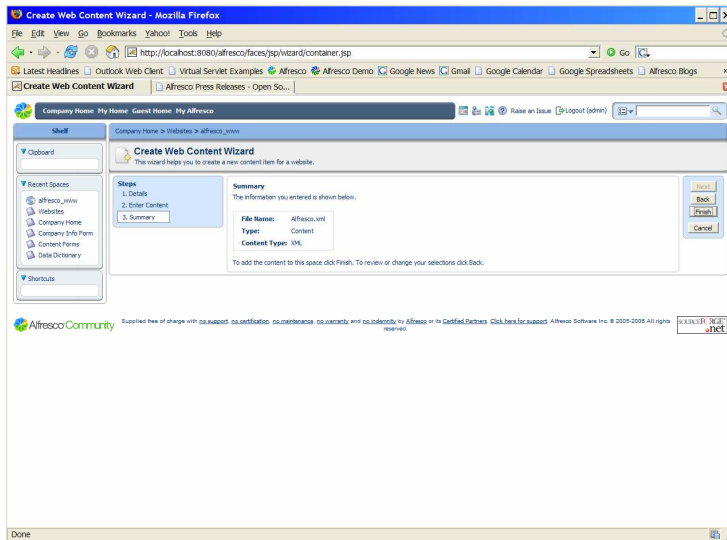 Create Web Content Wizard - Mozilla Firefox
File Edit View Go Bookmarks Yahoo! Tools Help
http://localhost:8080/alfresco/faces/jsp/wizard/container.jsp Go
Latest Headlines Outlook Web Client Virtual Servlet Examples Alfresco Alfresco Demo Google News Gmail Google Calendar Google Spreadsheets Alfresco Blogs
Create Web Content Wizard Alfresco Press Releases - Open So...
Company Home My Home Guest Home My Alfresco Raise an Issue Logout (admin)
Shelf
Company Home > Websites > alfresco_www
Clipboard
Create Web Content Wizard
This wizard helps you to create a new content item for a website.
Recent Spaces
alfresco_www
Websites
Company Home
Company Info Form
Content Forms
Data Dictionary
Shortcuts
Steps
1. Details
2. Enter Content
3. Summary
Summary
The information you entered is shown below.
File Name: Alfresco.xml
Type: Content
Content Type: XML
To add the content to this space click Finish. To review or change your selections click Back.
Next
Back
Finish
Cancel
Alfresco Community
Supplied free of charge with no support, no certification, no maintenance, no warranty and no indemnity by Alfresco or its Certified Partners. Click here for support. Alfresco Software Inc. © 2005-2006 All rights
reserved.
SOURCEFORGE
.net
Done